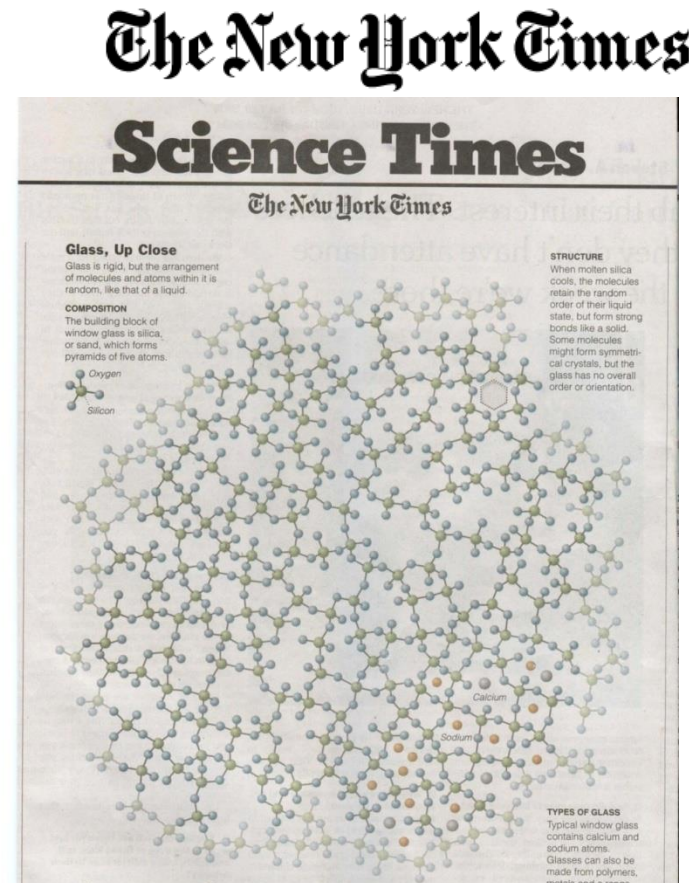 The New York Times
Science Times
The New York Times
Glass, Up Close
Glass is rigid, but the arrangement
of molecules and atoms within it is
random, like that of a liquid.
COMPOSITION
The building block of
window glass is silica,
or sand, which forms
pyramids of five atoms.
Oxygen
Silicon
STRUCTURE
When molten silica
cools, the molecules
retain the random
order of their liquid
state, but form strong
bonds like a solid.
Some molecules
might form symmetri-
cal crystals, but the
glass has no overall
order or orientation.
Calcium
Sodium
TYPES OF GLASS
Typical window glass
contains calcium and
sodium atoms.
Glasses can also be
made from polymers,